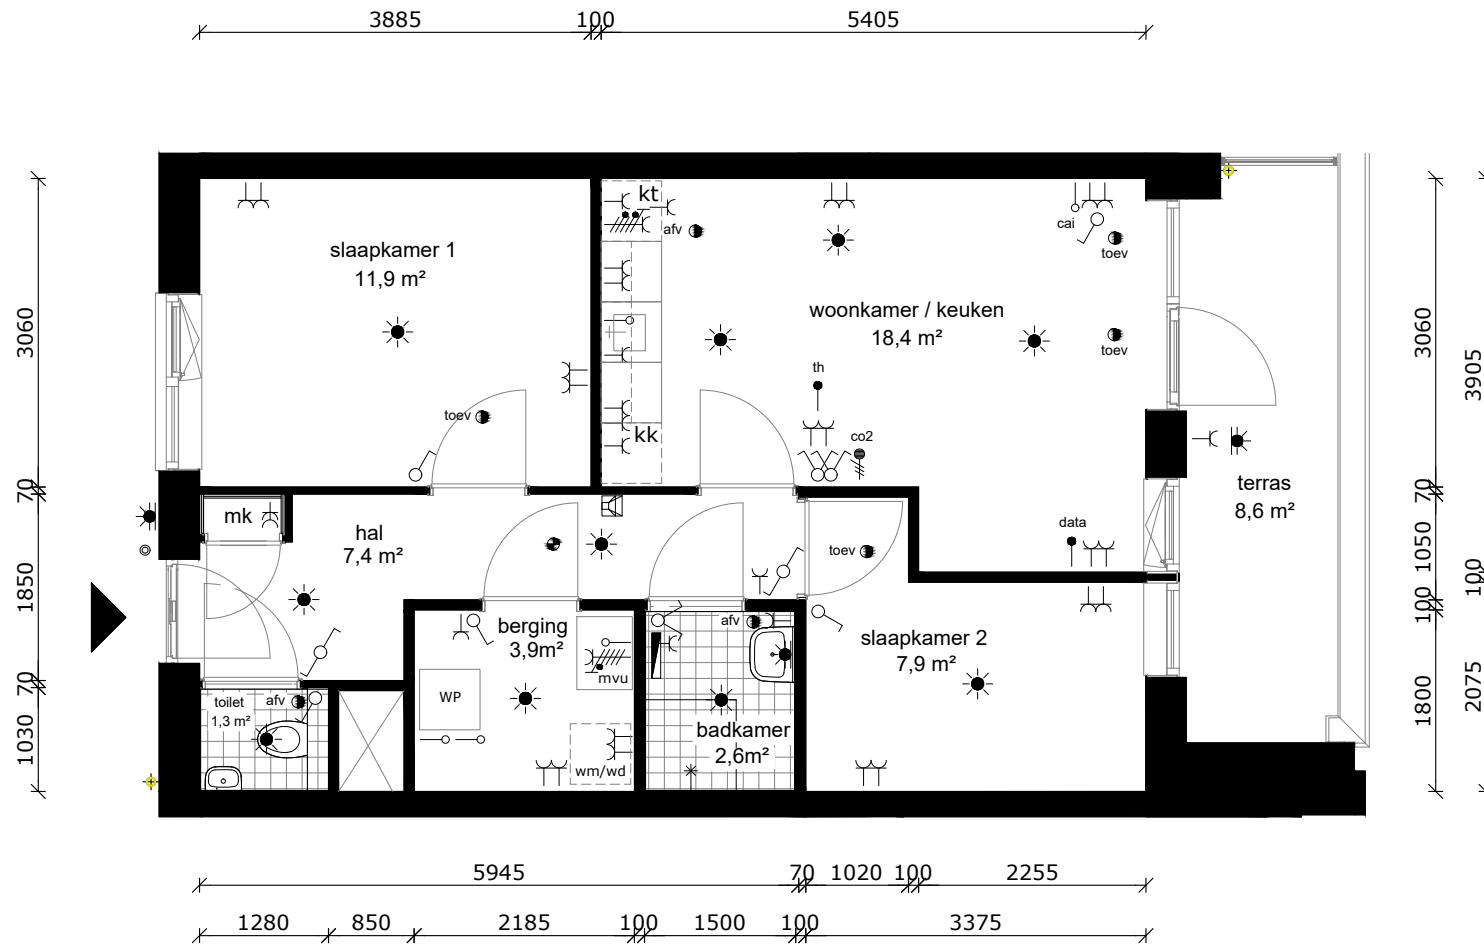 3885 100 5405
kt
afv
cai
toev
slaapkamer 1
11,9 m²
woonkamer / keuken
18,4 m²
toev
3060
3060
3905
th
toev
kk
co2
terras
8,6 m²
70
70
mk
hal
7,4 m²
data
toev
1850
1050
100
100
afv
berging
3,9m²
slaapkamer 2
7,9 m²
mvu
70
WP
toilet
1,3 m²
afv
badkamer
2,6m²
wm/wd
1030
1800
2075
5945 70 1020 100 2255
1280 850 2185 100 1500 100 3375